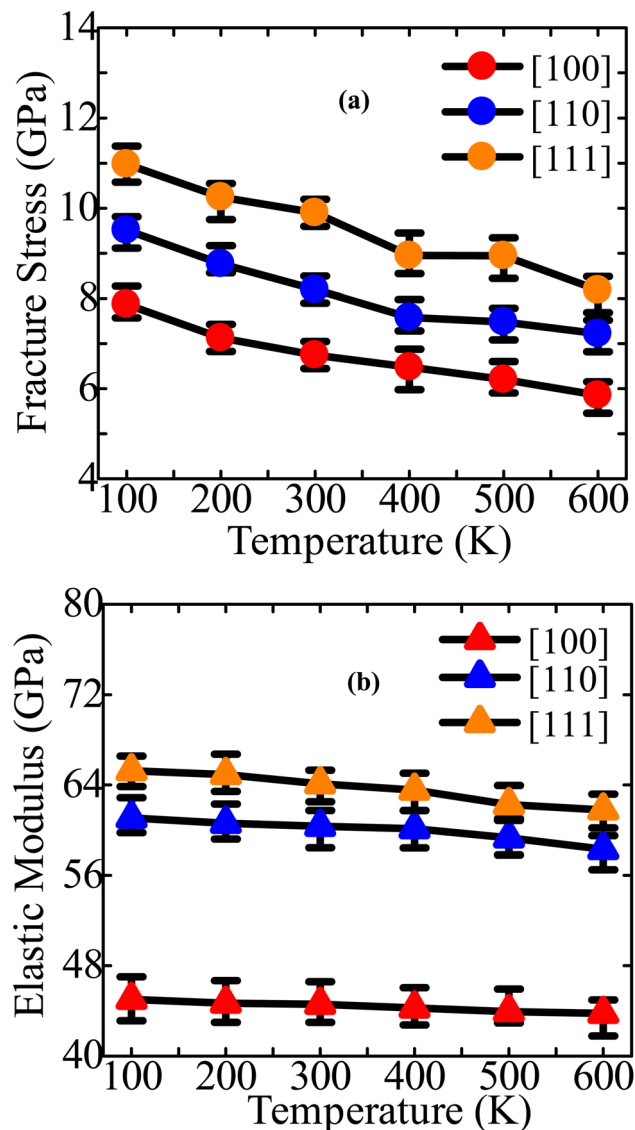 14
12
10
8
6
4
Fracture Stress (GPa)
(a)
[100]
[110]
[111]
100 200 300 400 500 600
Temperature (K)
80
72
64
56
48
40
Elastic Modulus (GPa)
(b)
[100]
[110]
[111]
100 200 300 400 500 600
Temperature (K)